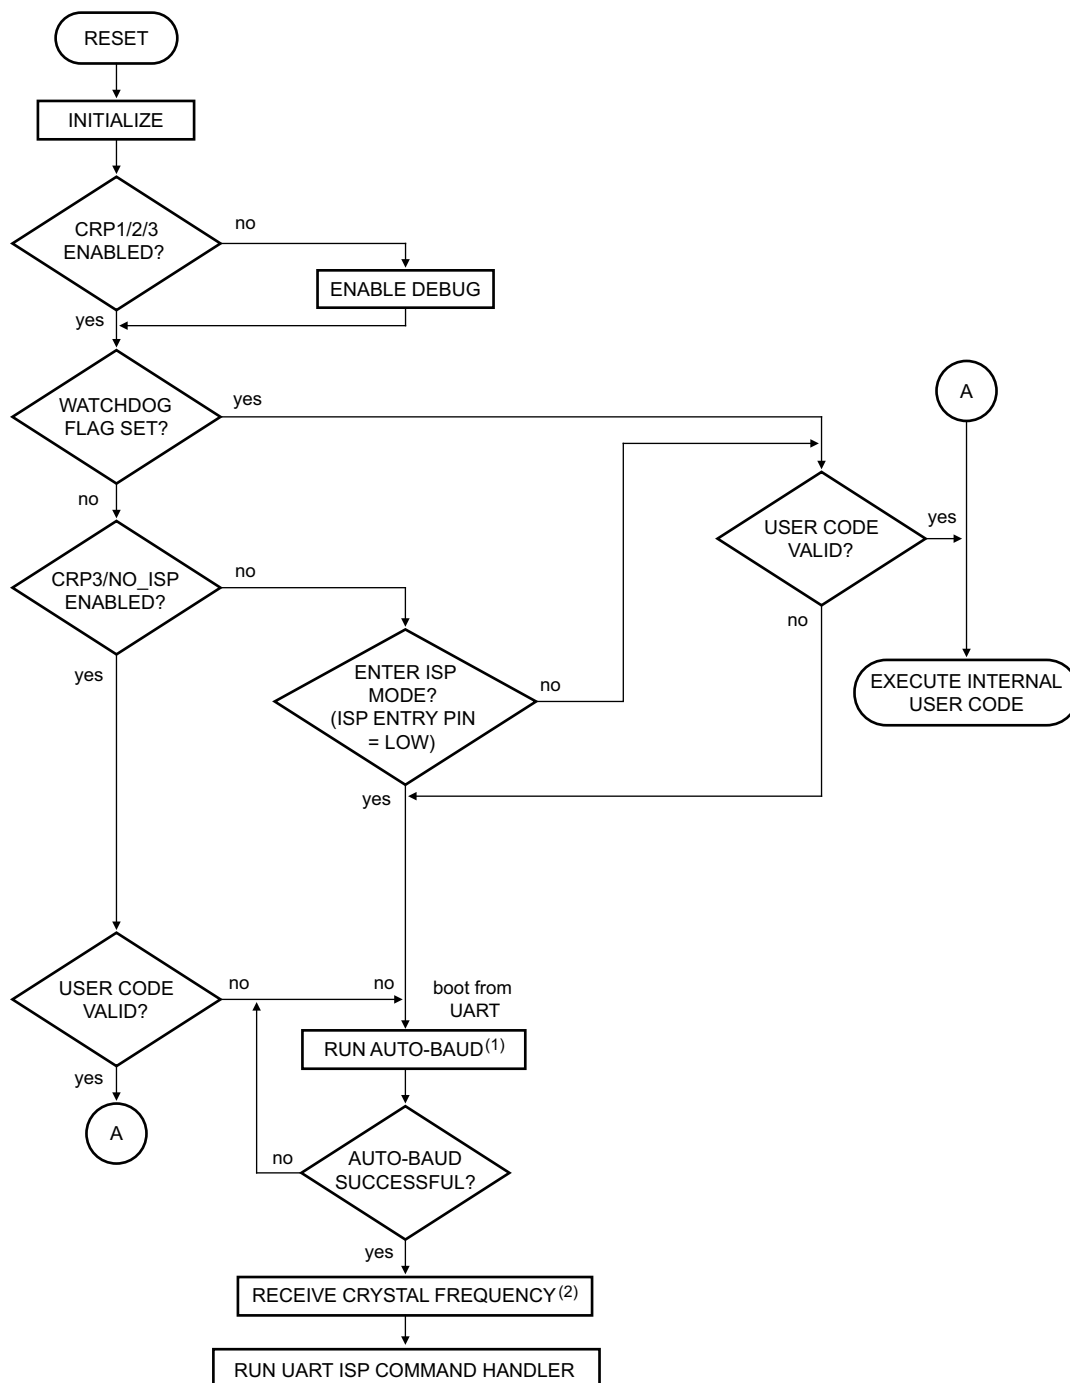 RESET
INITIALIZE
CRP1/2/3
ENABLED?
no
ENABLE DEBUG
yes
WATCHDOG
FLAG SET?
yes
A
no
USER CODE
VALID?
yes
CRP3/NO_ISP
ENABLED?
no
no
yes
ENTER ISP
MODE?
(ISP ENTRY PIN
= LOW)
no
EXECUTE INTERNAL
USER CODE
yes
USER CODE
VALID?
no
no
boot from
UART
RUN AUTO-BAUD(1)
yes
A
AUTO-BAUD
SUCCESSFUL?
no
yes
RECEIVE CRYSTAL FREQUENCY(2)
RUN UART ISP COMMAND HANDLER